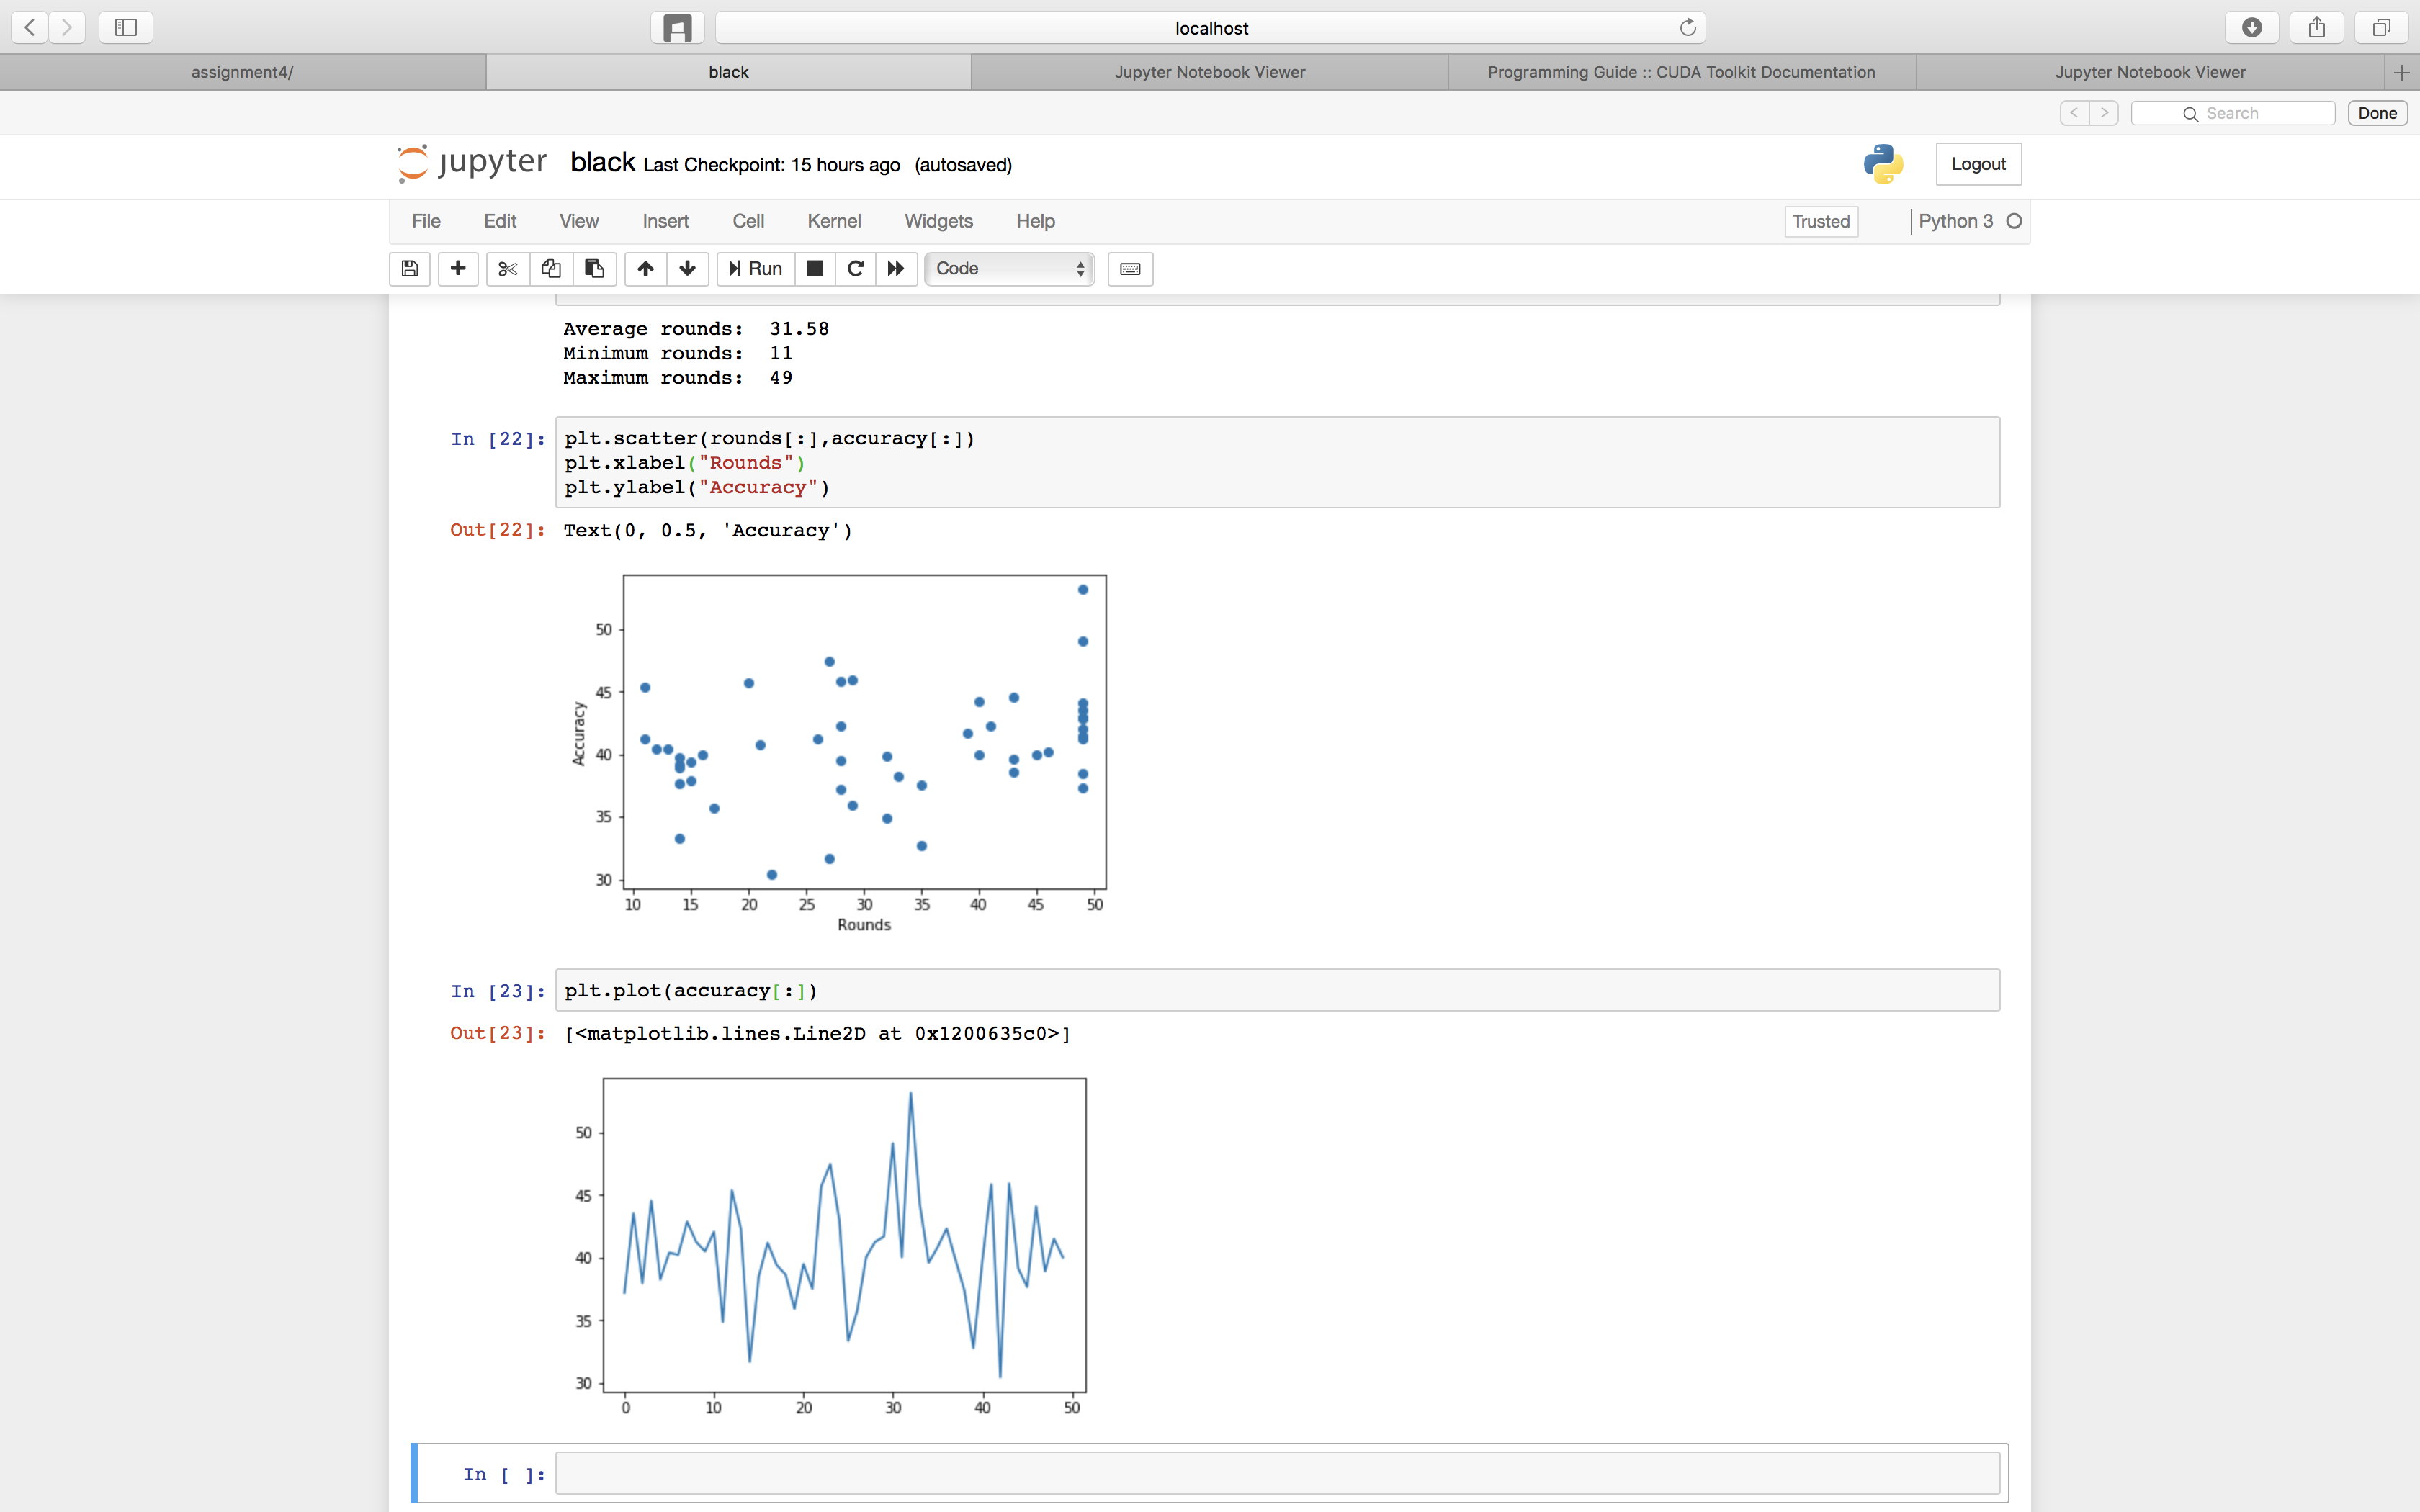 localhost
assignment4/
black
Jupyter Notebook Viewer
Programming Guide :: CUDA Toolkit Documentation
Jupyter Notebook Viewer
Search
Done
jupyter
black Last Checkpoint: 15 hours ago (autosaved)
Logout
File Edit View Insert Cell Kernel Widgets Help
Trusted
Python 3
Run
Code
Average rounds: 31.58
Minimum rounds: 11
Maximum rounds: 49
In [22]:
plt.scatter(rounds[:],accuracy[:])
plt.xlabel("Rounds")
plt.ylabel("Accuracy")
Out[22]: Text(0, 0.5, 'Accuracy')
Accuracy
50
45
40
35
30
10 15 20 25 30 35 40 45 50
Rounds
In [23]: plt.plot(accuracy[:])
Out[23]: [<matplotlib.lines.Line2D at 0x1200635c0>]
50
45
40
35
30
0 10 20 30 40 50
In [ ]: